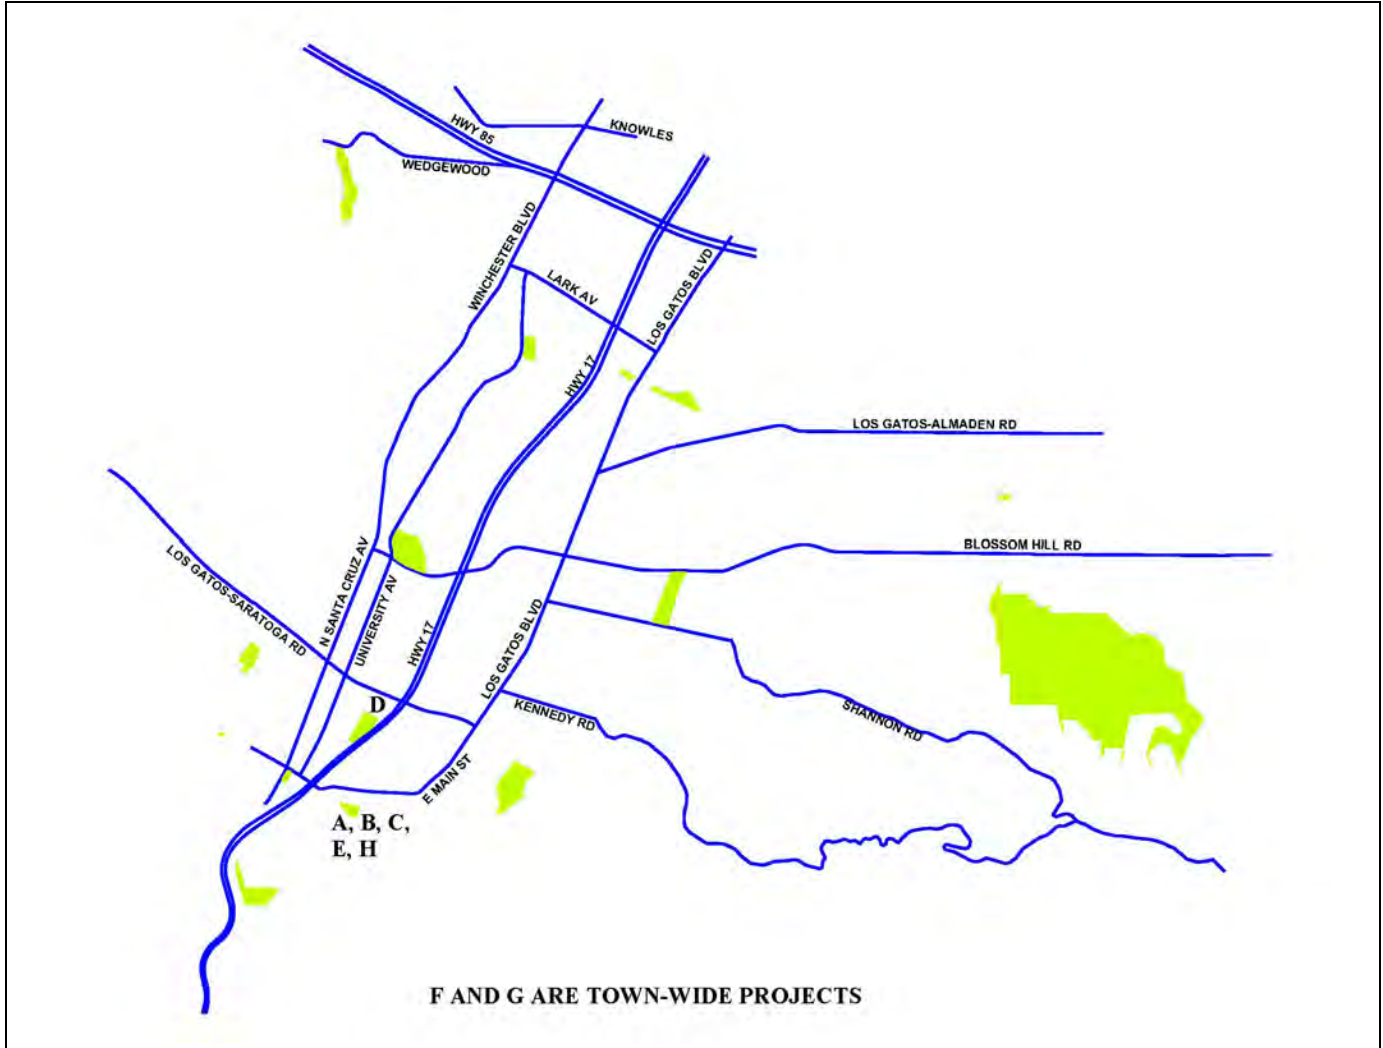 KNOWLES
HWY 85
WEDGEWOOD
WINCHESTER BLVD
LARK AV
LOS GATOS BLVD
HWY 17
LOS GATOS-ALMADEN RD
BLOSSOM HILL RD
LOS GATOS-SARATOGA RD
N SANTA CRUZ AV
UNIVERSITY AV
HWY 17
LOS GATOS BLVD
D
KENNEDY RD
SHANNON RD
E MAIN ST
A, B, C,
E, H
F AND G ARE TOWN-WIDE PROJECTS